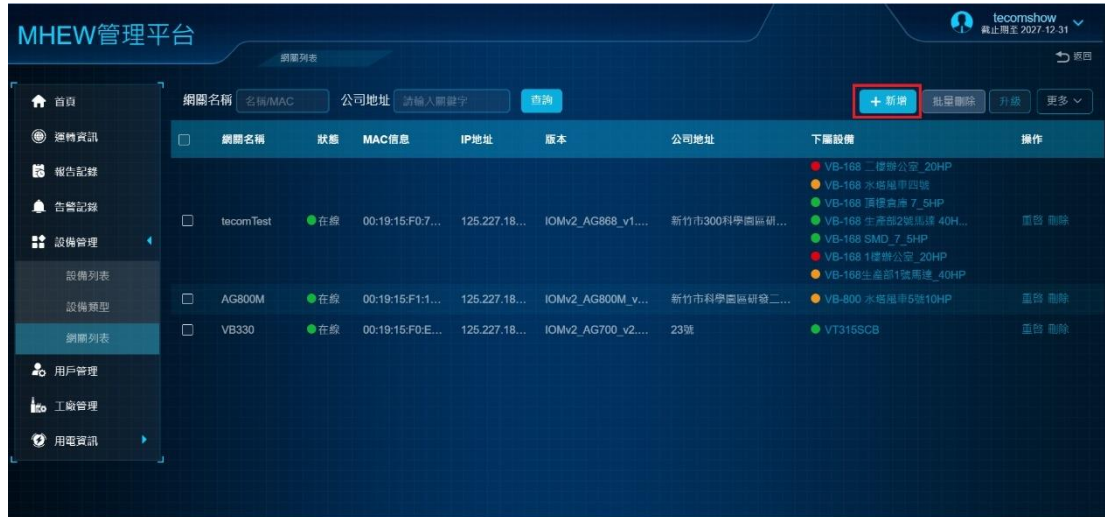 MHEW管理平台
tecomshow
截止期至 2027-12-31
網關列表
返回
首頁
運轉資訊
報告記錄
告警記錄
設備管理
設備列表
設備類型
網關列表
用戶管理
工廠管理
用電資訊
網關名稱 名稱/MAC 公司地址 請輸入關鍵字 查詢 + 新增 批量刪除 升級 更多
網關名稱 狀態 MAC信息 IP地址 版本 公司地址 下屬設備 操作
tecomTest 在線 00:19:15:F0:7... 125.227.18... IOMv2_AG868_v1.... 新竹市300科學園區研...
VB-168 二樓辦公室_20HP
VB-168 水塔風車四號
VB-168 頂樓倉庫 7_5HP
VB-168 生產部2號馬達 40H...
VB-168 SMD_7_5HP
VB-168 1樓辦公室_20HP
VB-168生產部1號馬達_40HP
重啓 刪除
AG800M 在線 00:19:15:F1:1... 125.227.18... IOMv2_AG800M_v... 新竹市科學園區研發二... VB-800 水塔風車5號10HP 重啓 刪除
VB330 在線 00:19:15:F0:E... 125.227.18... IOMv2_AG700_v2.... 23號 VT315SCB 重啓 刪除